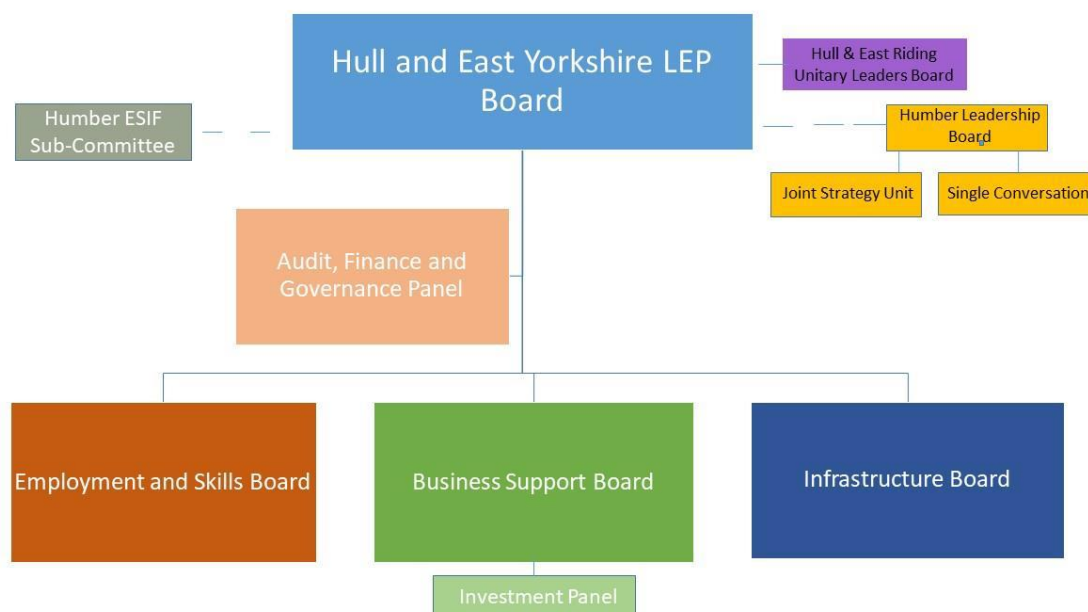 Hull and East Yorkshire LEP
Board
Hull & East Riding
Unitary Leaders Board
Humber ESIF
Sub-Committee
Humber Leadership
Board
Joint Strategy Unit
Single Conversation
Audit, Finance and
Governance Panel
Employment and Skills Board
Business Support Board
Infrastructure Board
Investment Panel